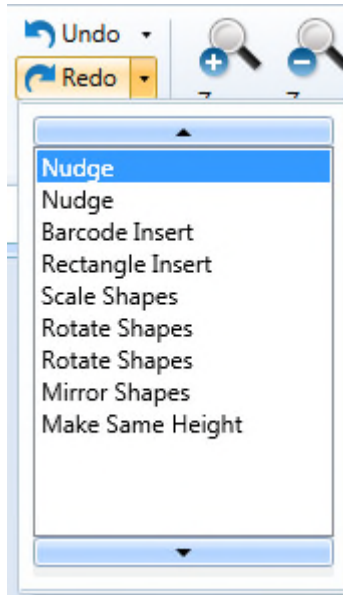 Undo
Redo
Nudge
Nudge
Barcode Insert
Rectangle Insert
Scale Shapes
Rotate Shapes
Rotate Shapes
Mirror Shapes
Make Same Height